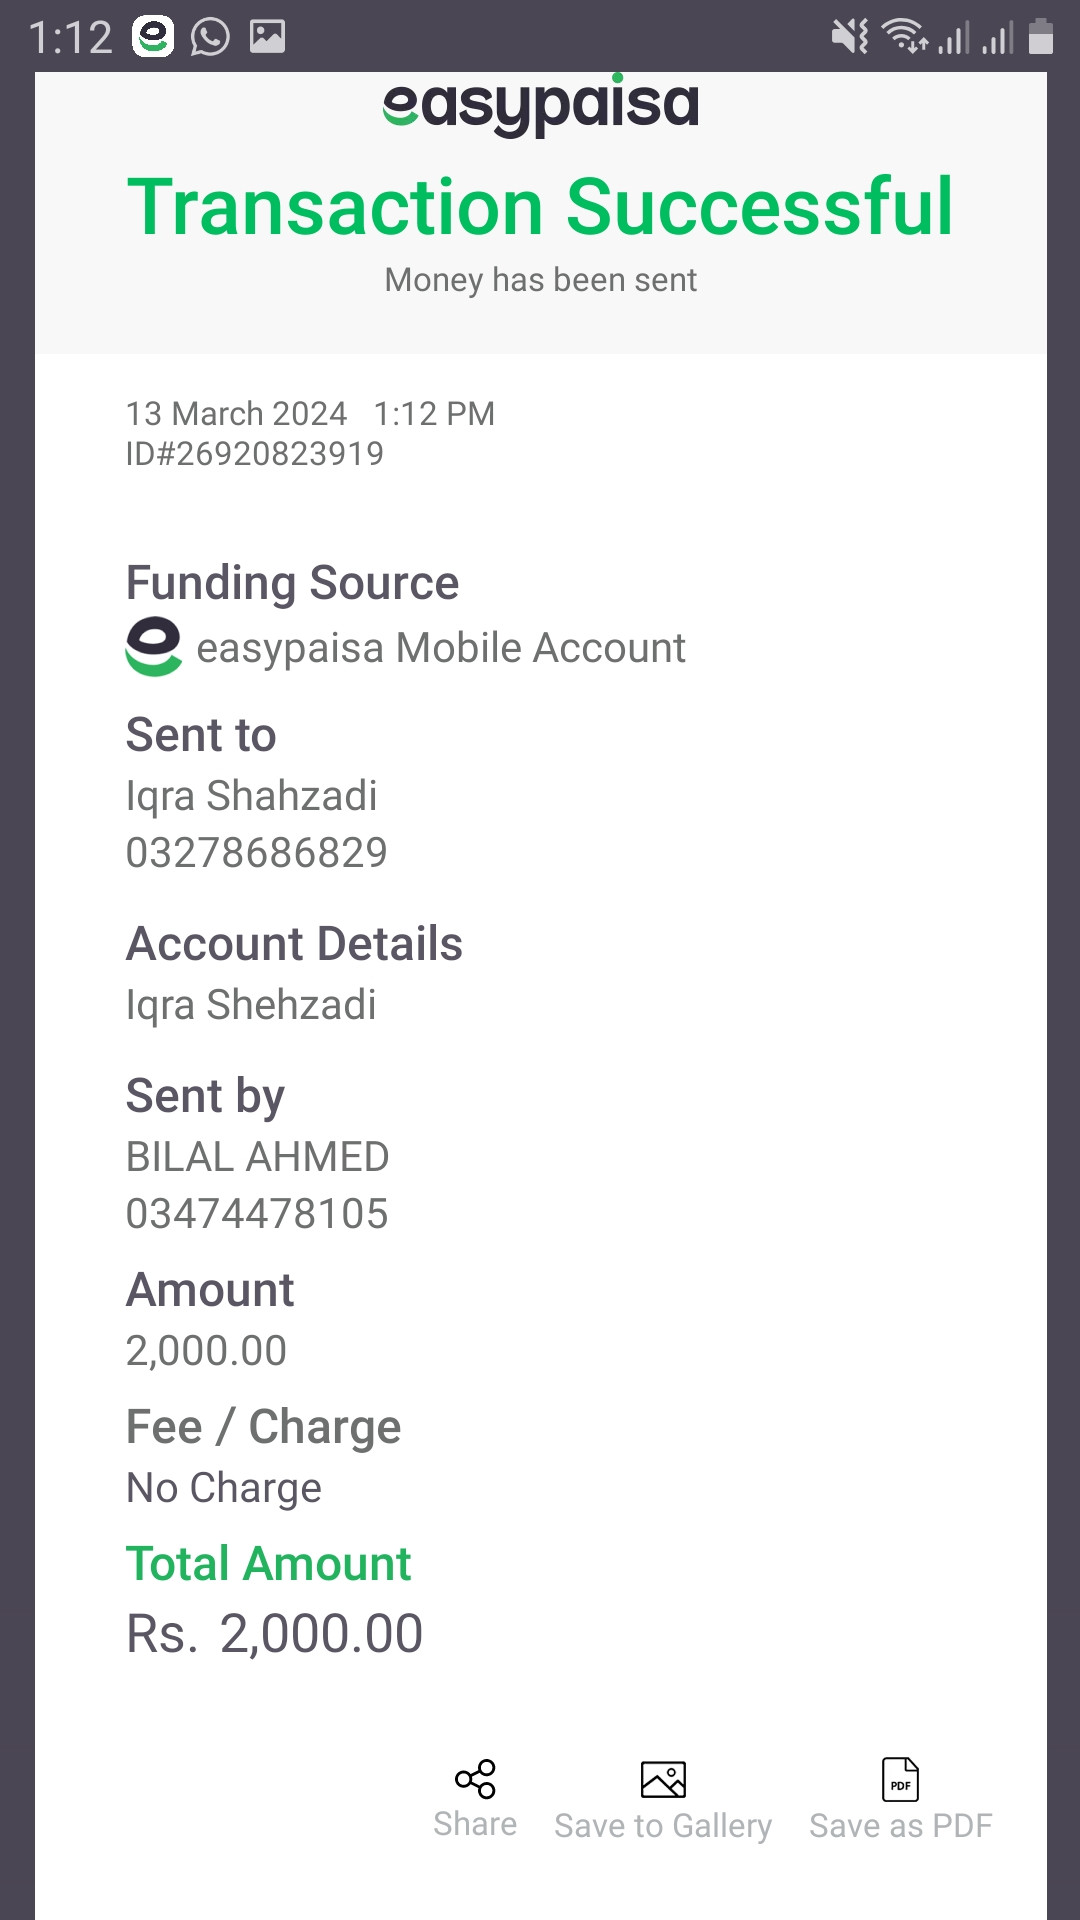 1:12
easypaisa
Transaction Successful
Money has been sent
13 March 2024 1:12 PM
ID#26920823919
Funding Source
easypaisa Mobile Account
Sent to
Iqra Shahzadi
03278686829
Account Details
Iqra Shehzadi
Sent by
BILAL AHMED
03474478105
Amount
2,000.00
Fee / Charge
No Charge
Total Amount
Rs. 2,000.00
PDF
Share Save to Gallery Save as PDF